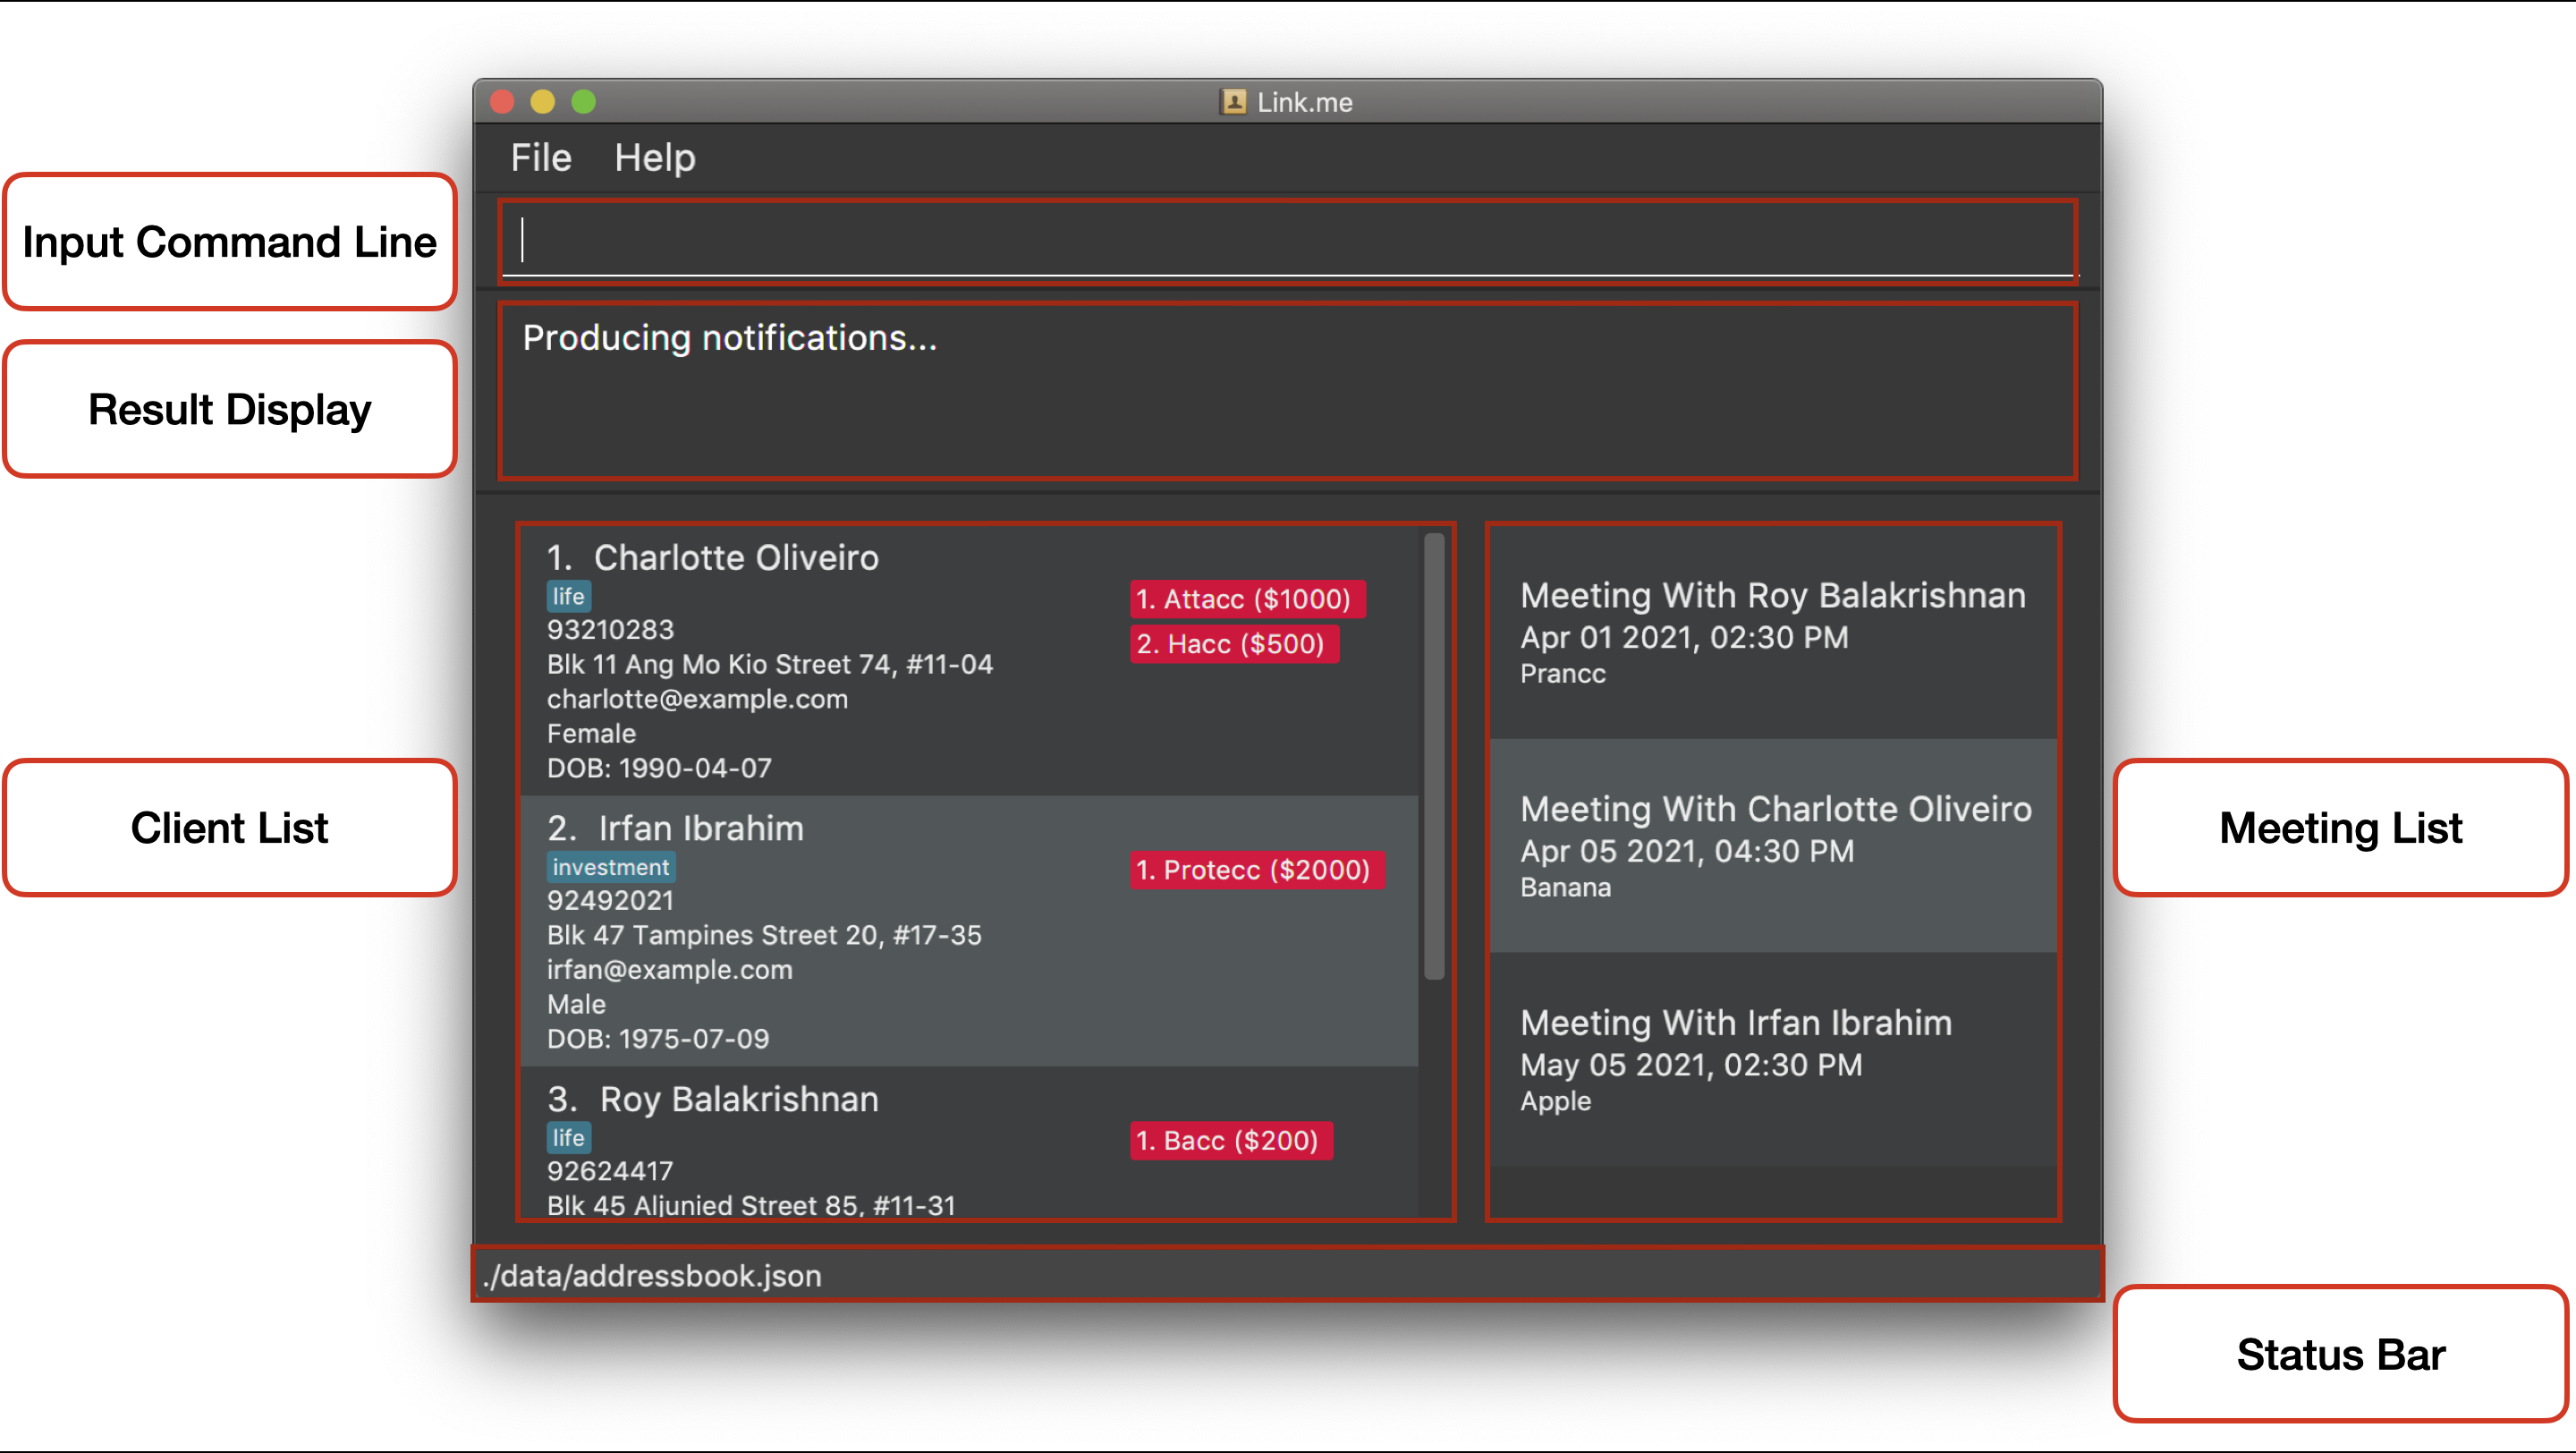 Link.me
File Help
Input Command Line
Result Display
Producing notifications...
Client List
1. Charlotte Oliveiro
life
93210283
Blk 11 Ang Mo Kio Street 74, #11-04
charlotte@example.com
Female
DOB: 1990-04-07
1. Attacc ($1000)
2. Hacc ($500)
2. Irfan Ibrahim
investment
92492021
Blk 47 Tampines Street 20, #17-35
irfan@example.com
Male
DOB: 1975-07-09
1. Protecc ($2000)
3. Roy Balakrishnan
life
92624417
Blk 45 Aljunied Street 85, #11-31
1. Bacc ($200)
Meeting With Roy Balakrishnan
Apr 01 2021, 02:30 PM
Prancc
Meeting With Charlotte Oliveiro
Apr 05 2021, 04:30 PM
Banana
Meeting With Irfan Ibrahim
May 05 2021, 02:30 PM
Apple
Meeting List
./data/addressbook.json
Status Bar